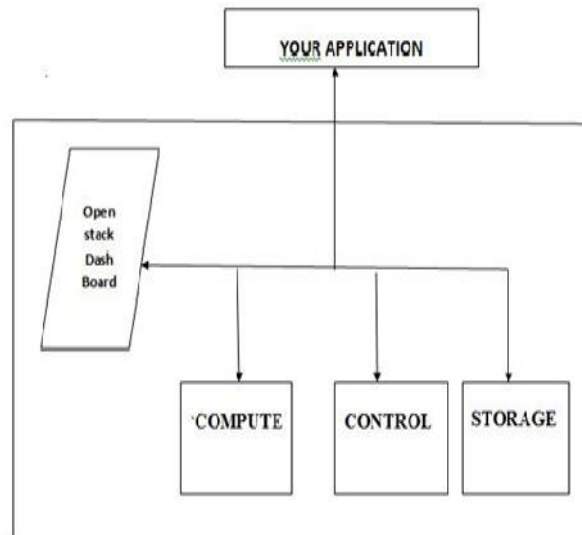 YOUR APPLICATION
Open
stack
Dash
Board
COMPUTE
CONTROL
STORAGE